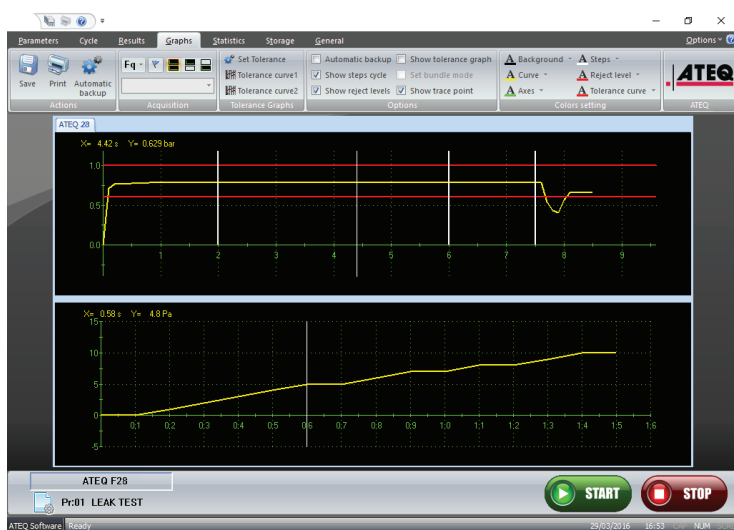 Parameters Cycle Results Graphs Statistics Storage General Options
Fq Set Tolerance Automatic backup Show tolerance graph A Background A Steps
Tolerance curve1 Show steps cycle Set bundle mode A Curve A Reject level
Save Print Automatic backup Tolerance curve2 Show reject levels Show trace point A Axes A Tolerance curve
ATEQ
Actions Acquisition Tolerance Graphs Options Colors setting ATEQ
ATEQ 28
X= 4.42 s Y= 0.629 bar
1.0
0.5
0.0
1 2 3 4 5 6 7 8 9
X= 0.58 s Y= 4.8 Pa
15
10
5
0
0;1 0;2 0;3 0;4 0;5 0;6 0;7 0;8 0;9 1;0 1;1 1;2 1;3 1;4 1;5 1;6
-5
ATEQ F28
Pr:01 LEAK TEST
START STOP
ATEQ Software Ready 29/03/2016 16:53 CAP NUM SCRL